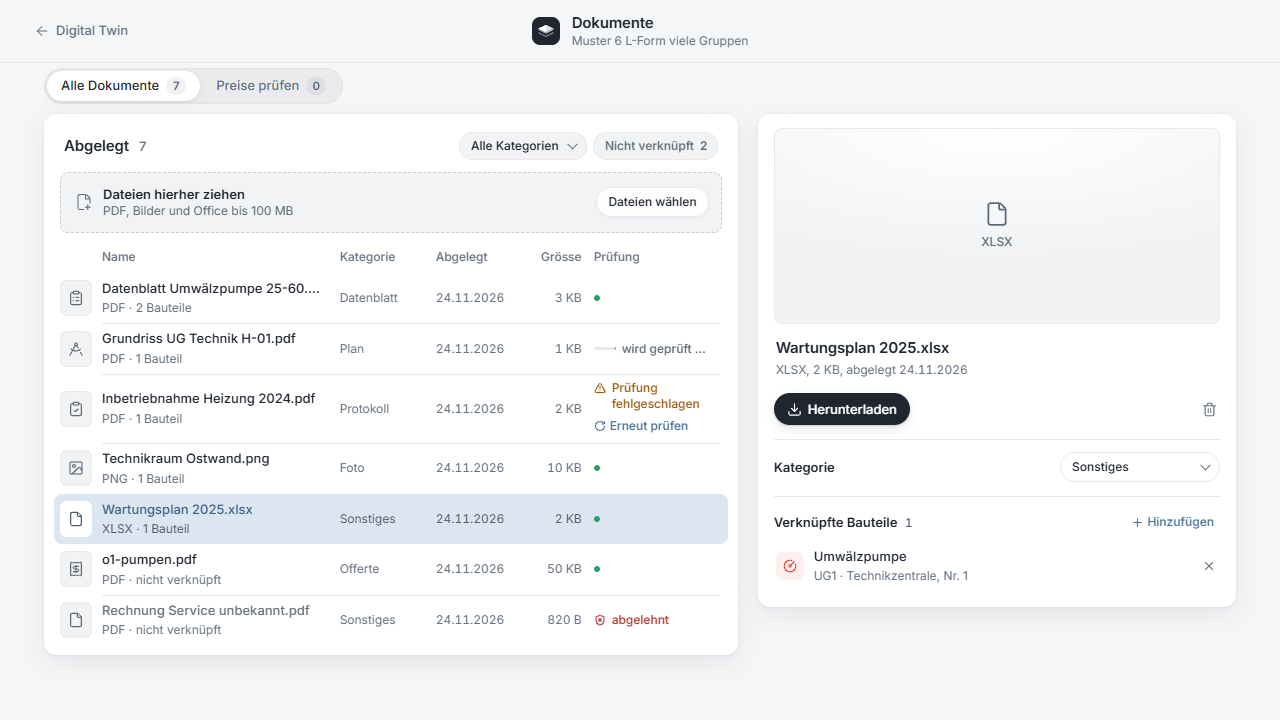 Digital Twin
Dokumente
Muster 6 L-Form viele Gruppen
Alle Dokumente 7
Preise prüfen 0
Abgelegt 7
Alle Kategorien
Nicht verknüpft 2
Dateien hierher ziehen
PDF, Bilder und Office bis 100 MB
Dateien wählen
Name Kategorie Abgelegt Grösse Prüfung
Datenblatt Umwälzpumpe 25-60....
PDF · 2 Bauteile
Datenblatt 24.11.2026 3 KB
Grundriss UG Technik H-01.pdf
PDF · 1 Bauteil
Plan 24.11.2026 1 KB wird geprüft ...
Inbetriebnahme Heizung 2024.pdf
PDF · 1 Bauteil
Protokoll 24.11.2026 2 KB
Prüfung
fehlgeschlagen
Erneut prüfen
Technikraum Ostwand.png
PNG · 1 Bauteil
Foto 24.11.2026 10 KB
Wartungsplan 2025.xlsx
XLSX · 1 Bauteil
Sonstiges 24.11.2026 2 KB
o1-pumpen.pdf
PDF · nicht verknüpft
Offerte 24.11.2026 50 KB
Rechnung Service unbekannt.pdf
PDF · nicht verknüpft
Sonstiges 24.11.2026 820 B abgelehnt
XLSX
Wartungsplan 2025.xlsx
XLSX, 2 KB, abgelegt 24.11.2026
Herunterladen
Kategorie
Sonstiges
Verknüpfte Bauteile 1
Hinzufügen
Umwälzpumpe
UG1 · Technikzentrale, Nr. 1